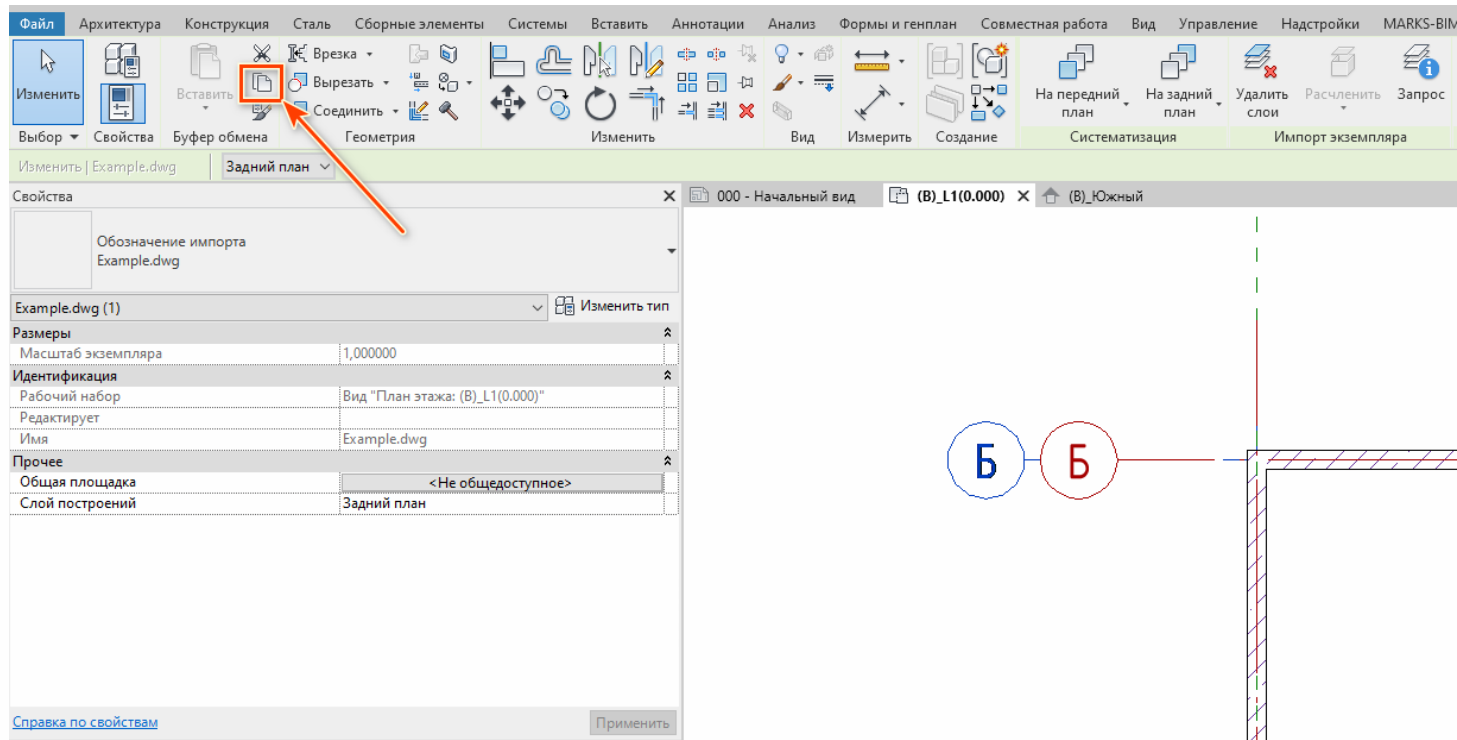 Файл Архитектура Конструкция Сталь Сборные элементы Системы Вставить Аннотации Анализ Формы и генплан Совместная работа Вид Управление Надстройки MARKS-BIM
Врезка
Изменить Вставить Вырезать На передний план На задний план Удалить слои Расчленить Запрос
Соединить
Выбор Свойства Буфер обмена Геометрия Изменить Вид Измерить Создание Систематизация Импорт экземпляра
Изменить | Example.dwg Задний план
Свойства
000 - Начальный вид (В)_L1(0.000) (В)_Южный
Обозначение импорта
Example.dwg
Example.dwg (1) Изменить тип
Размеры
Масштаб экземпляра 1,000000
Идентификация
Рабочий набор Вид "План этажа: (В)_L1(0.000)"
Редактирует
Имя Example.dwg
Прочее
Общая площадка <Не общедоступное>
Слой построений Задний план
Б Б
Справка по свойствам Применить